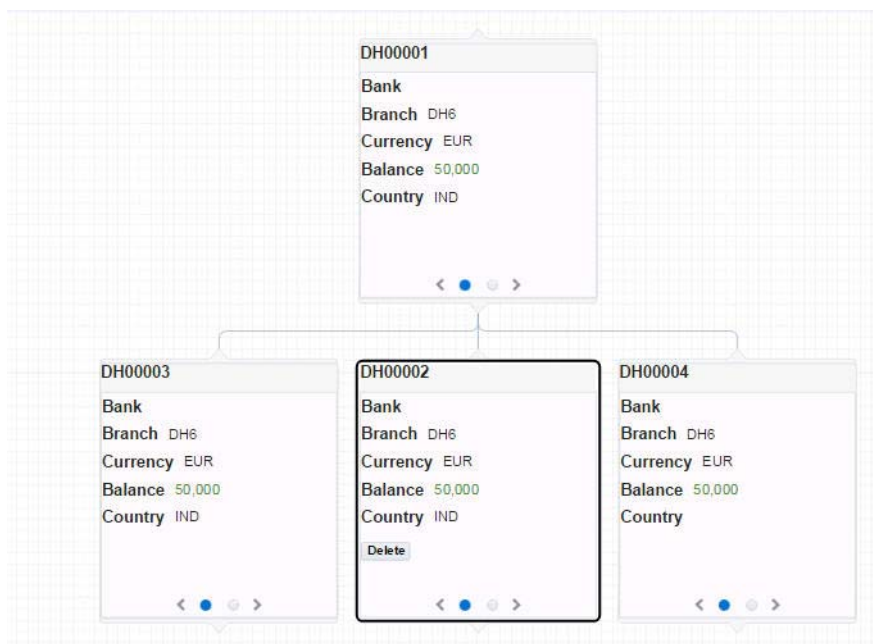 DH00001
Bank
Branch DH6
Currency EUR
Balance 50,000
Country IND
DH00003
Bank
Branch DH6
Currency EUR
Balance 50,000
Country IND
DH00002
Bank
Branch DH6
Currency EUR
Balance 50,000
Country IND
Delete
DH00004
Bank
Branch DH6
Currency EUR
Balance 50,000
Country